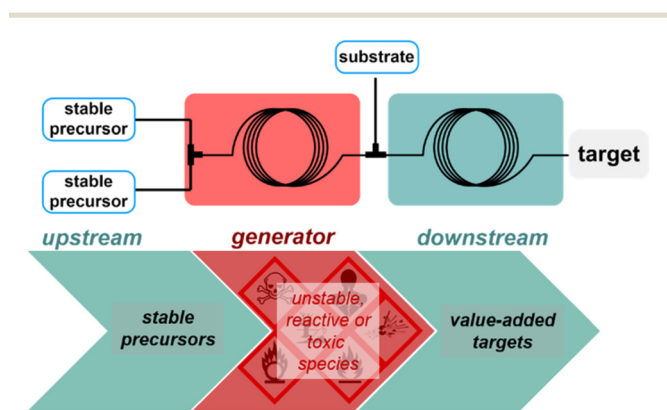 substrate
stable
precursor
stable
precursor
target
upstream
generator
downstream
stable
precursors
unstable,
reactive or
toxic
species
value-added
targets